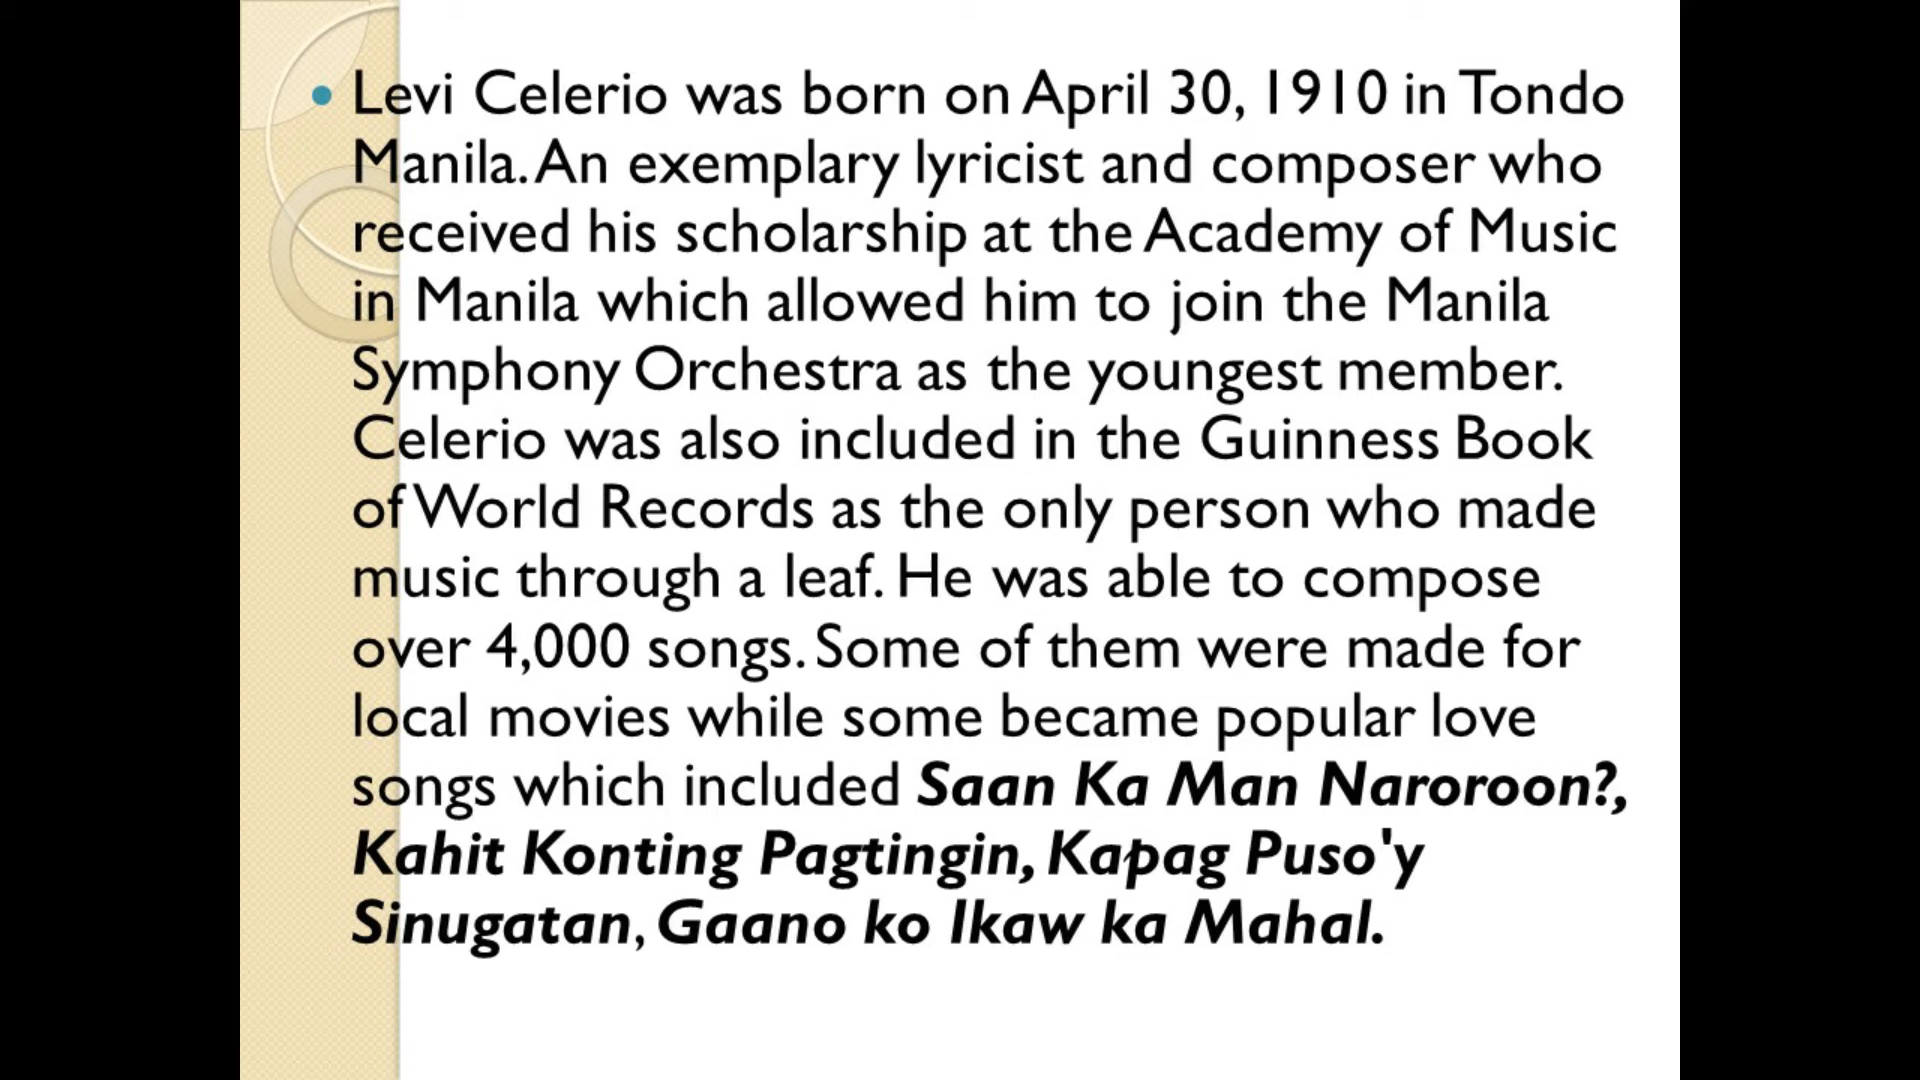 • Levi Celerio was born on April 30, 1910 in Tondo
Manila. An exemplary lyricist and composer who
received his scholarship at the Academy of Music
in Manila which allowed him to join the Manila
Symphony Orchestra as the youngest member.
Celerio was also included in the Guinness Book
of World Records as the only person who made
music through a leaf. He was able to compose
over 4,000 songs. Some of them were made for
local movies while some became popular love
songs which included Saan Ka Man Naroroon?,
Kahit Konting Pagtingin, Kapag Puso'y
Sinugatan, Gaano ko Ikaw ka Mahal.